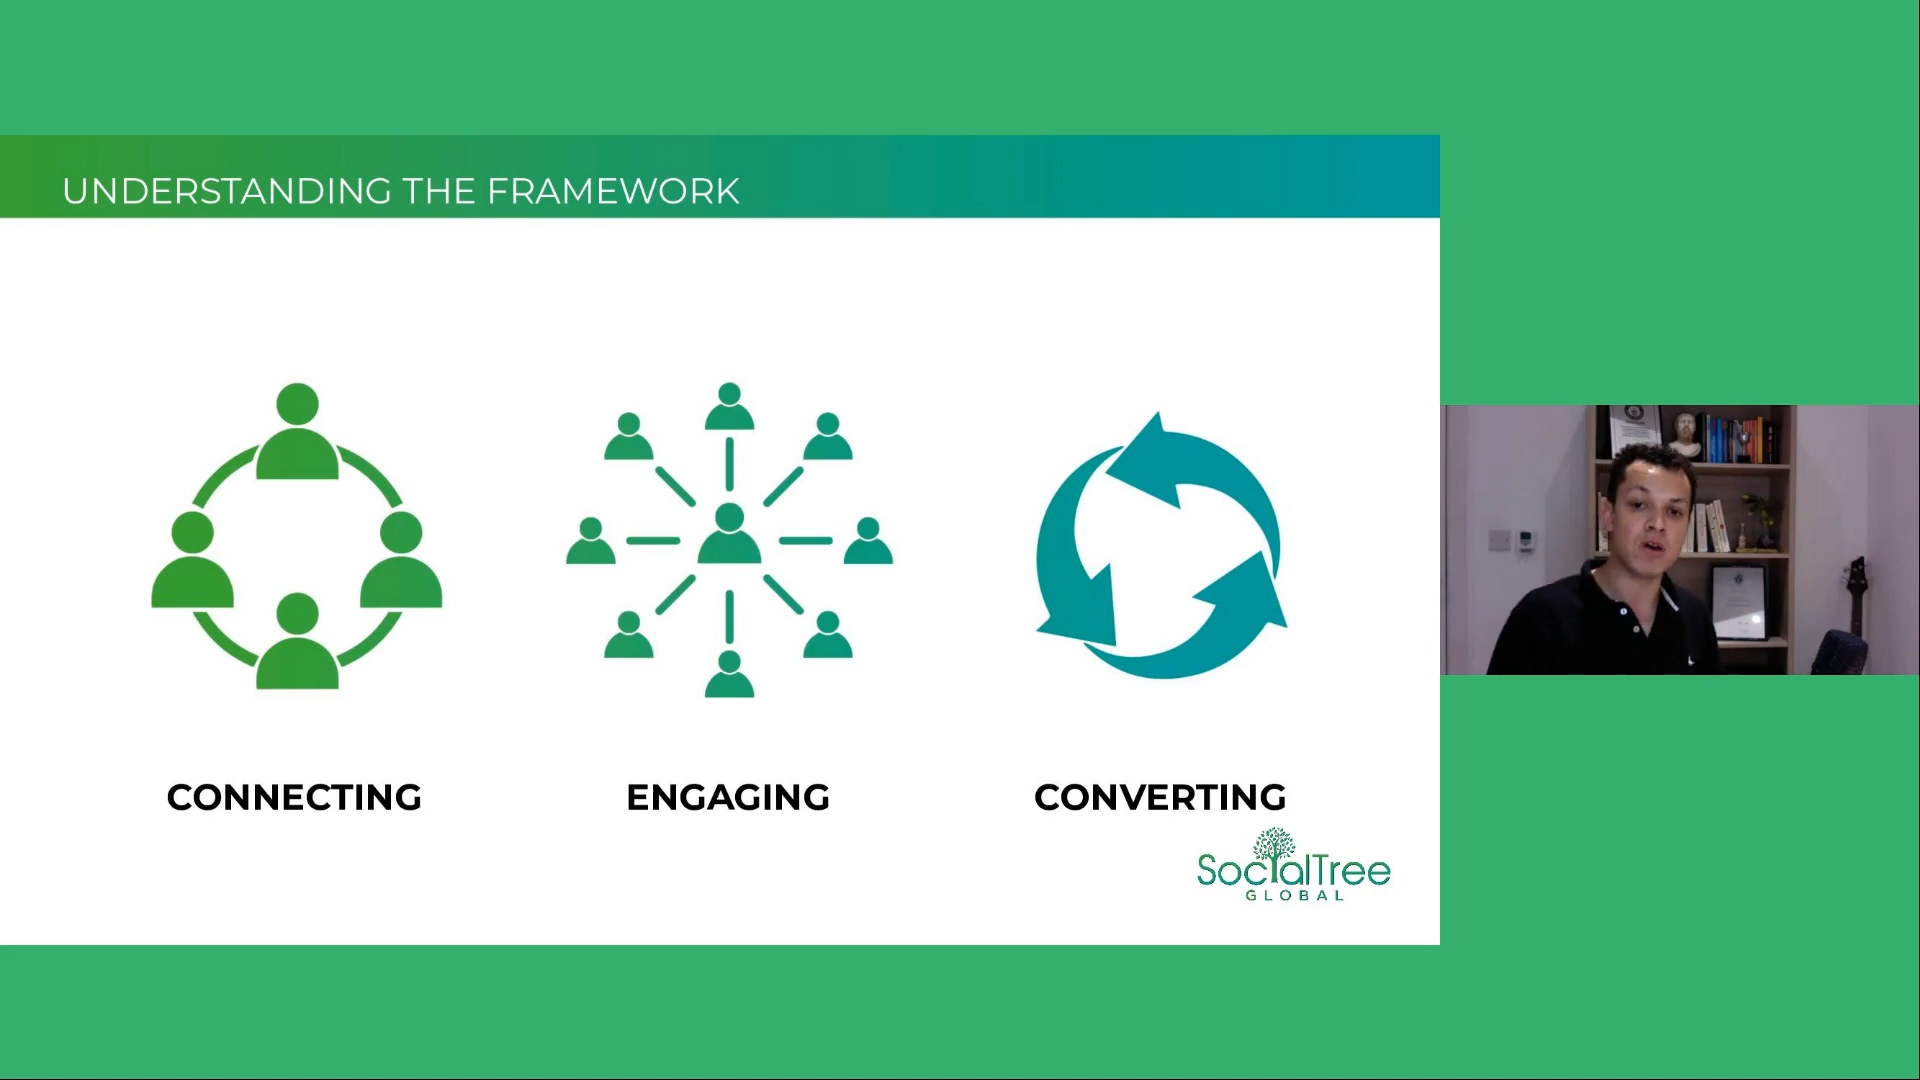 UNDERSTANDING THE FRAMEWORK
CONNECTING
ENGAGING
CONVERTING
SocialTree
GLOBAL